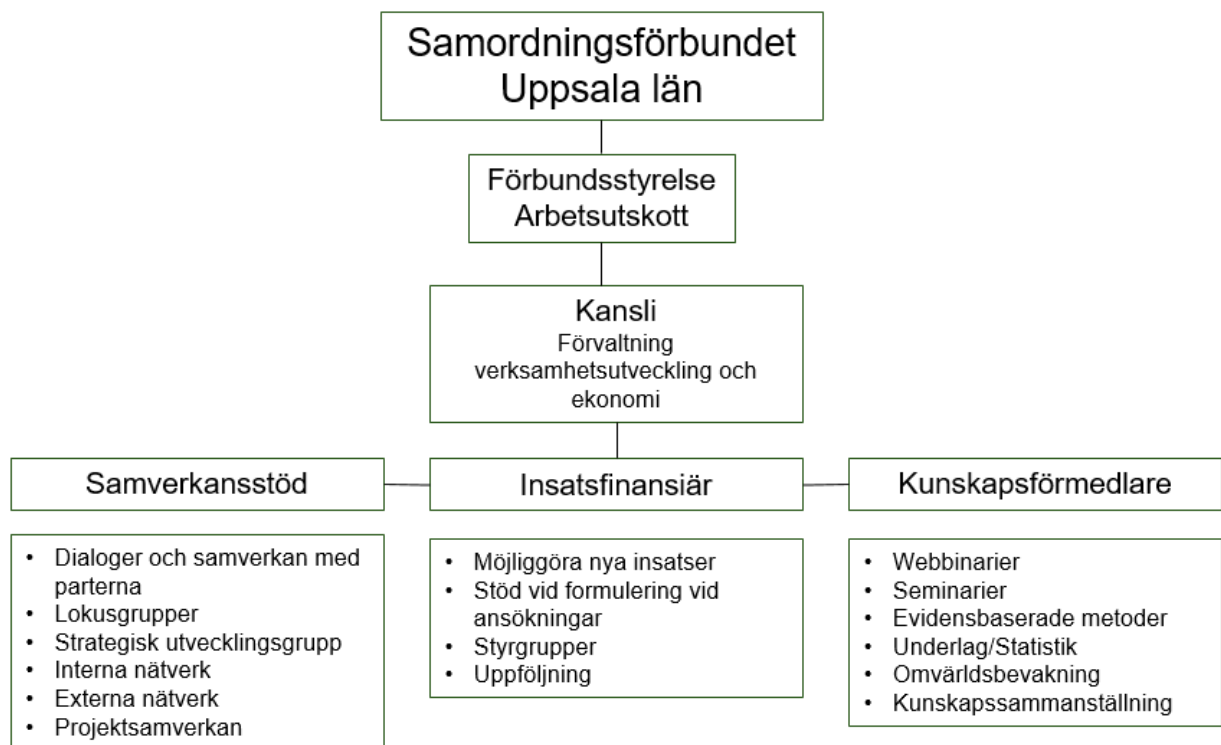 Samordningsförbundet
Uppsala län
Förbundsstyrelse
Arbetsutskott
Kansli
Förvaltning
verksamhetsutveckling och
ekonomi
Samverkansstöd
Insatsfinansiär
Kunskapsförmedlare
• Dialoger och samverkan med
parterna
• Lokusgrupper
• Strategisk utvecklingsgrupp
• Interna nätverk
• Externa nätverk
• Projektsamverkan
• Möjliggöra nya insatser
• Stöd vid formulering vid
ansökningar
• Styrgrupper
• Uppföljning
• Webbinarier
• Seminarier
• Evidensbaserade metoder
• Underlag/Statistik
• Omvärldsbevakning
• Kunskapssammanställning